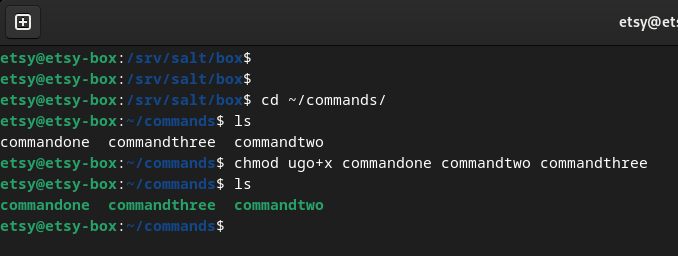 etsy@ets
etsy@etsy-box:/srv/salt/box$
etsy@etsy-box:/srv/salt/box$
etsy@etsy-box:/srv/salt/box$ cd ~/commands/
etsy@etsy-box:~/commands$ ls
commandone  commandthree  commandtwo
etsy@etsy-box:~/commands$ chmod ugo+x commandone commandtwo commandthree
etsy@etsy-box:~/commands$ ls
commandone  commandthree  commandtwo
etsy@etsy-box:~/commands$